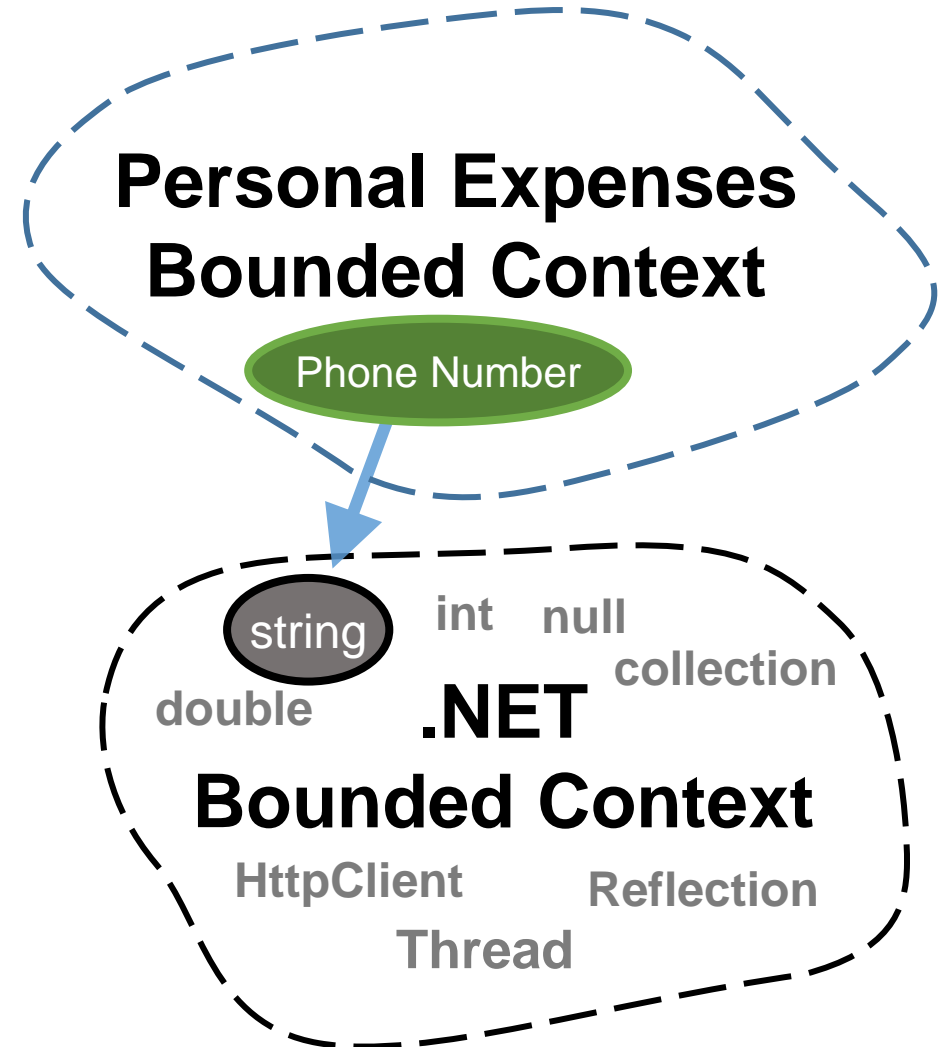 Personal Expenses
Bounded Context
Phone Number
string
int
null
collection
double
.NET
Bounded Context
HttpClient
Reflection
Thread